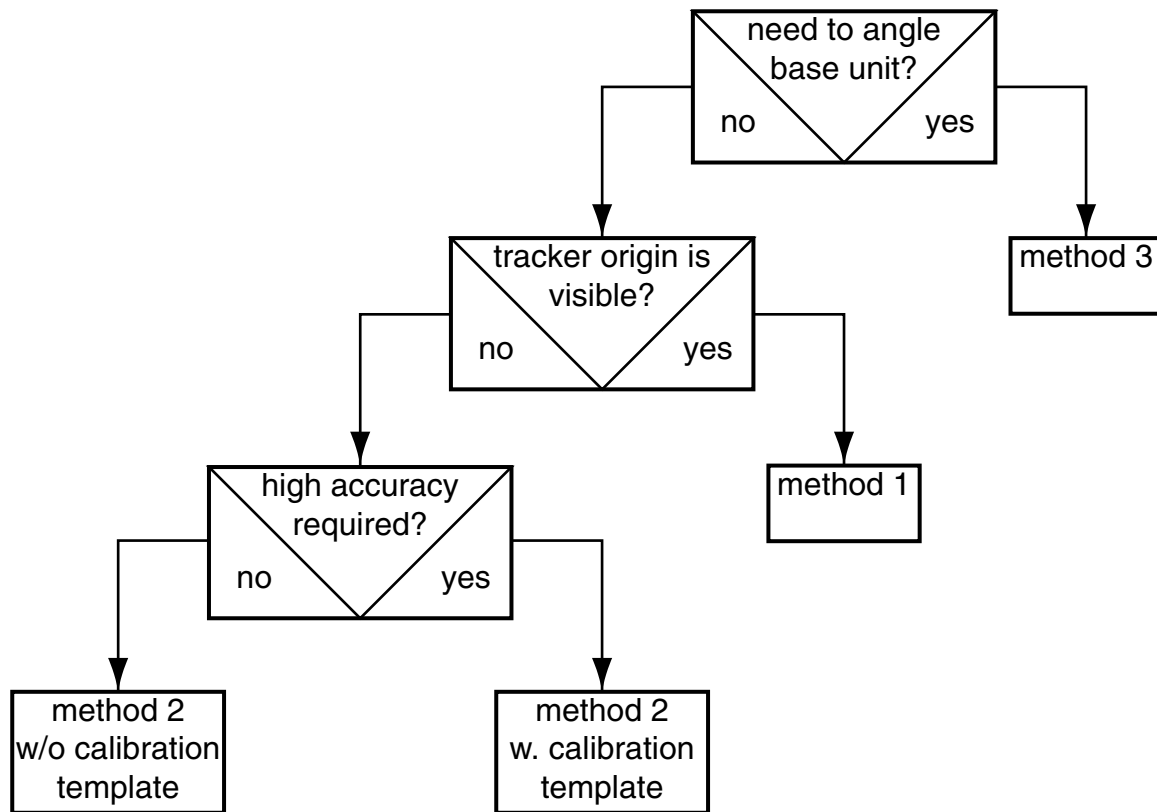 need to angle
base unit?
no
yes
tracker origin is
visible?
method 3
no
yes
high accuracy
required?
method 1
no
yes
method 2
w/o calibration
template
method 2
w. calibration
template